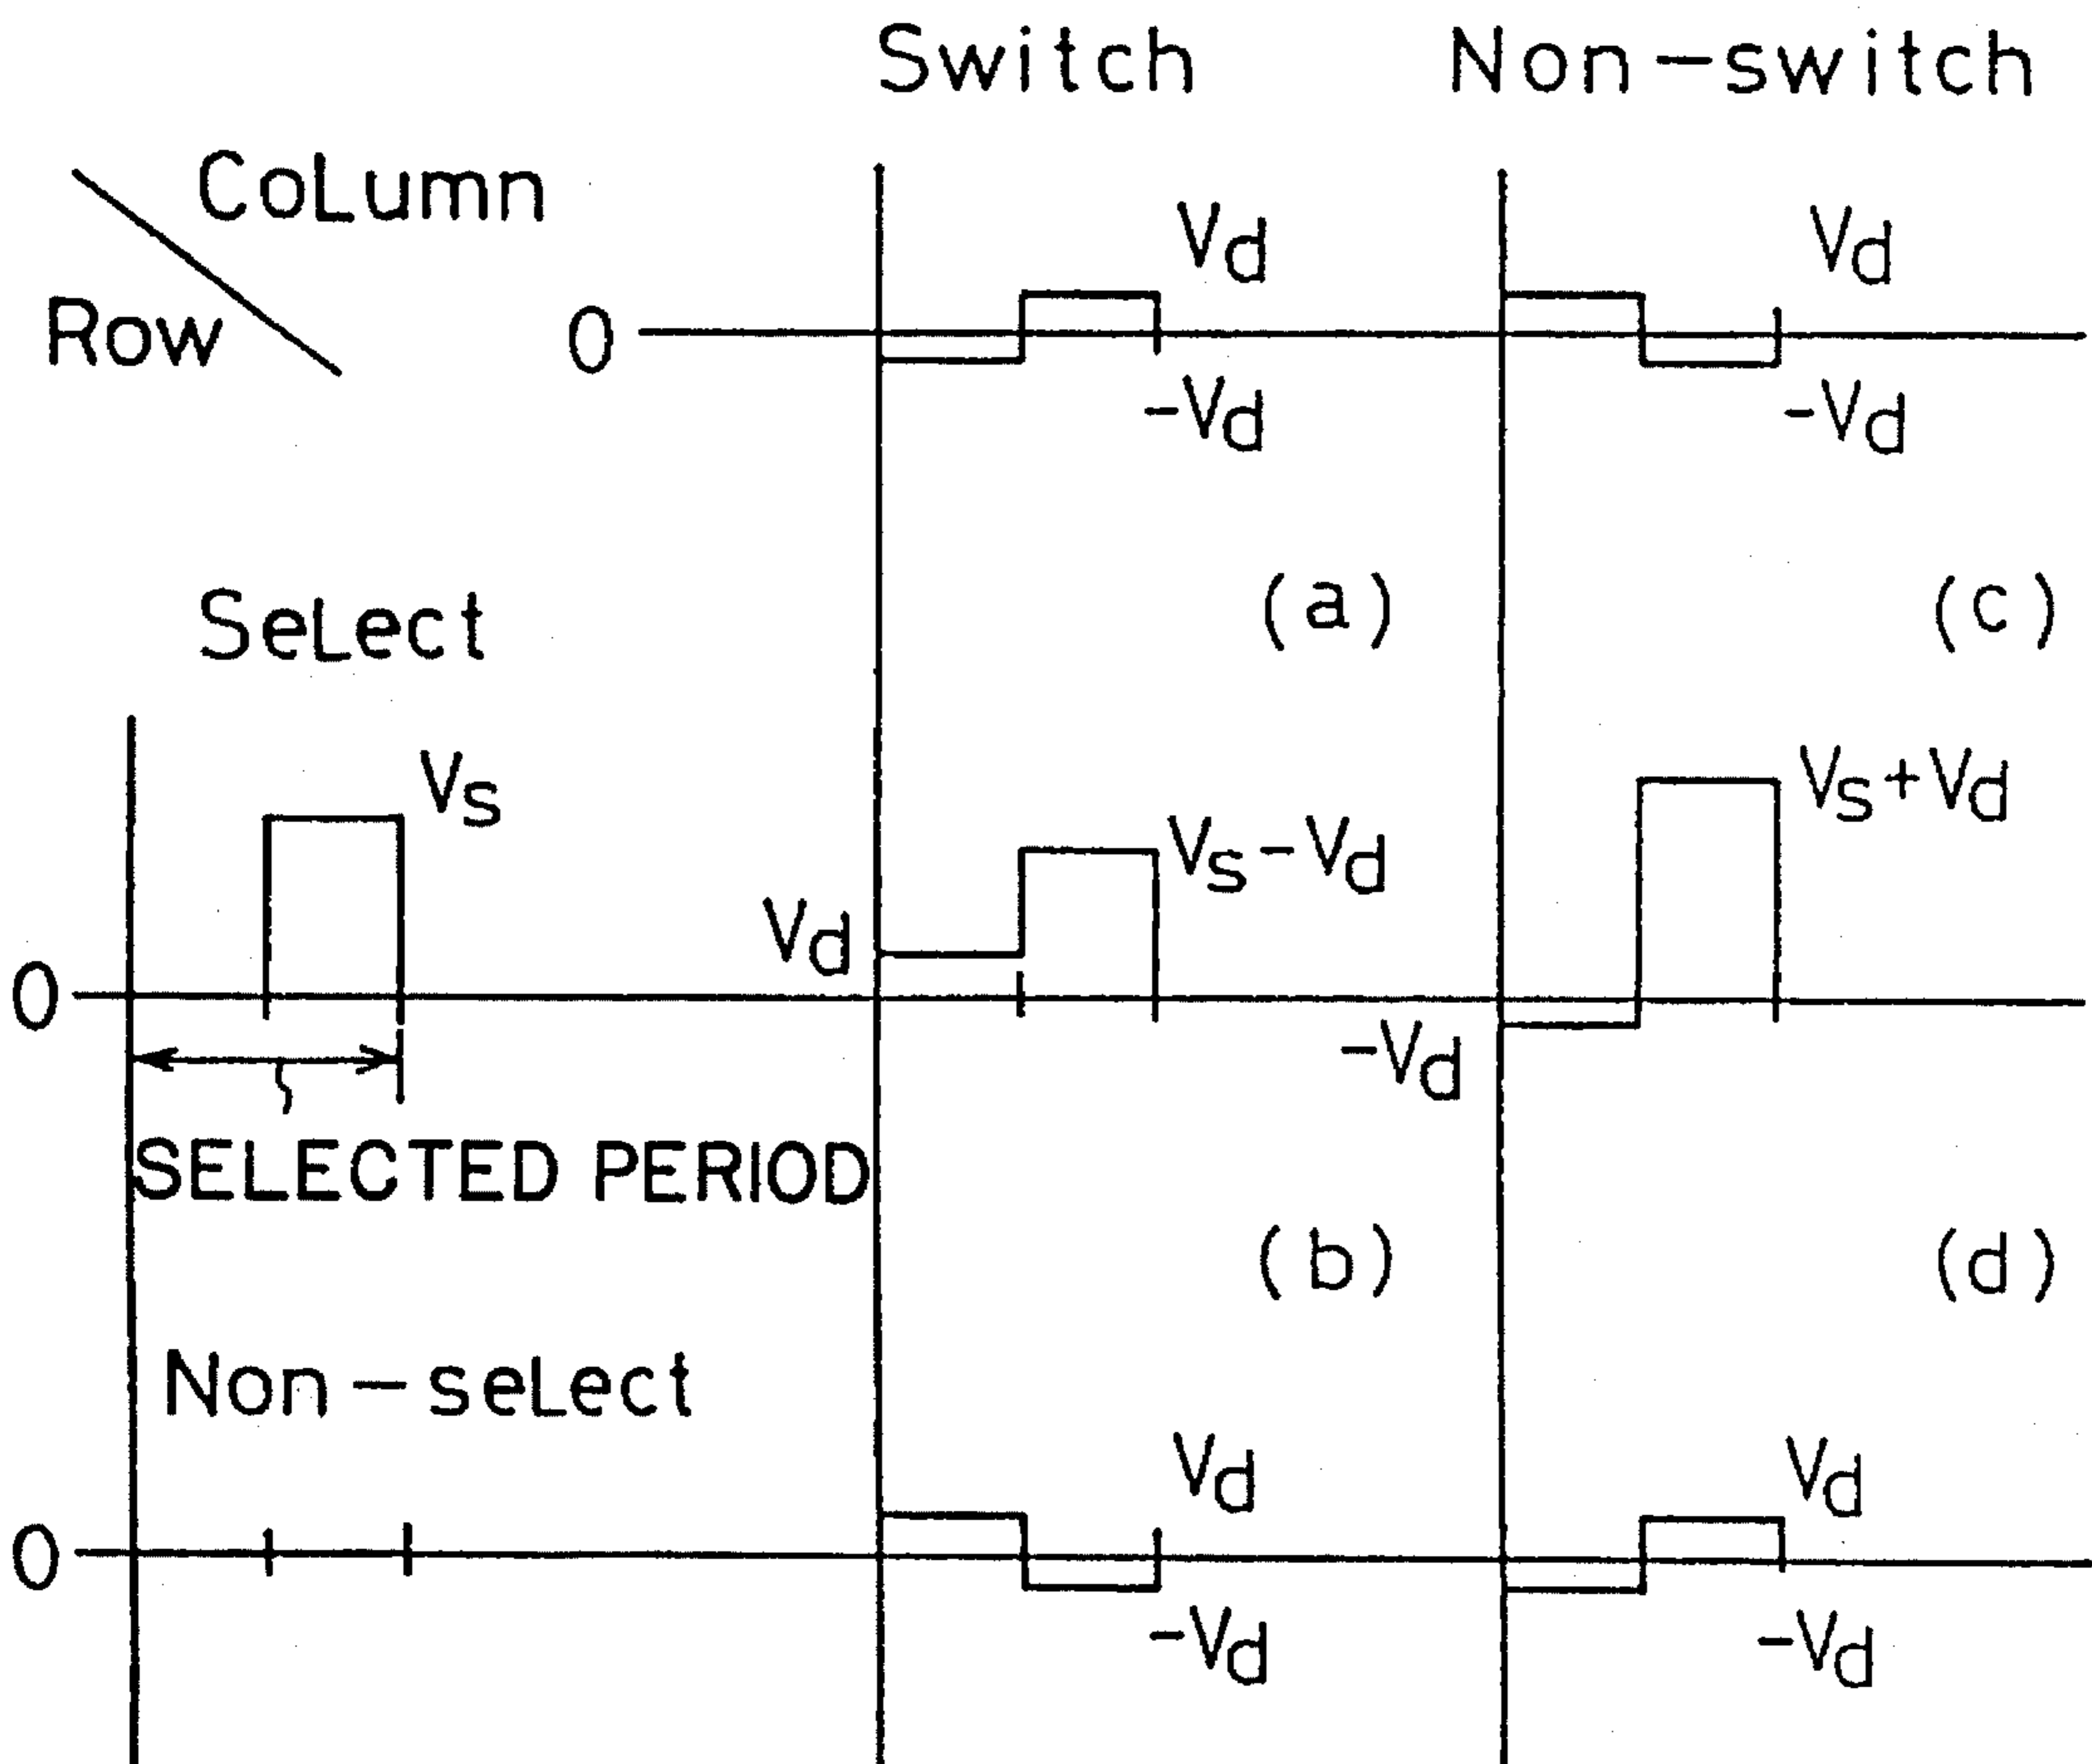 Switch
Non-switch
Column
Row
0
Vd
-Vd
Vd
-Vd
(a)
(c)
Select
Vs
Vd
Vs-Vd
-Vd
Vs+Vd
0
SELECTED PERIOD
(b)
(d)
Non-select
0
Vd
-Vd
Vd
-Vd